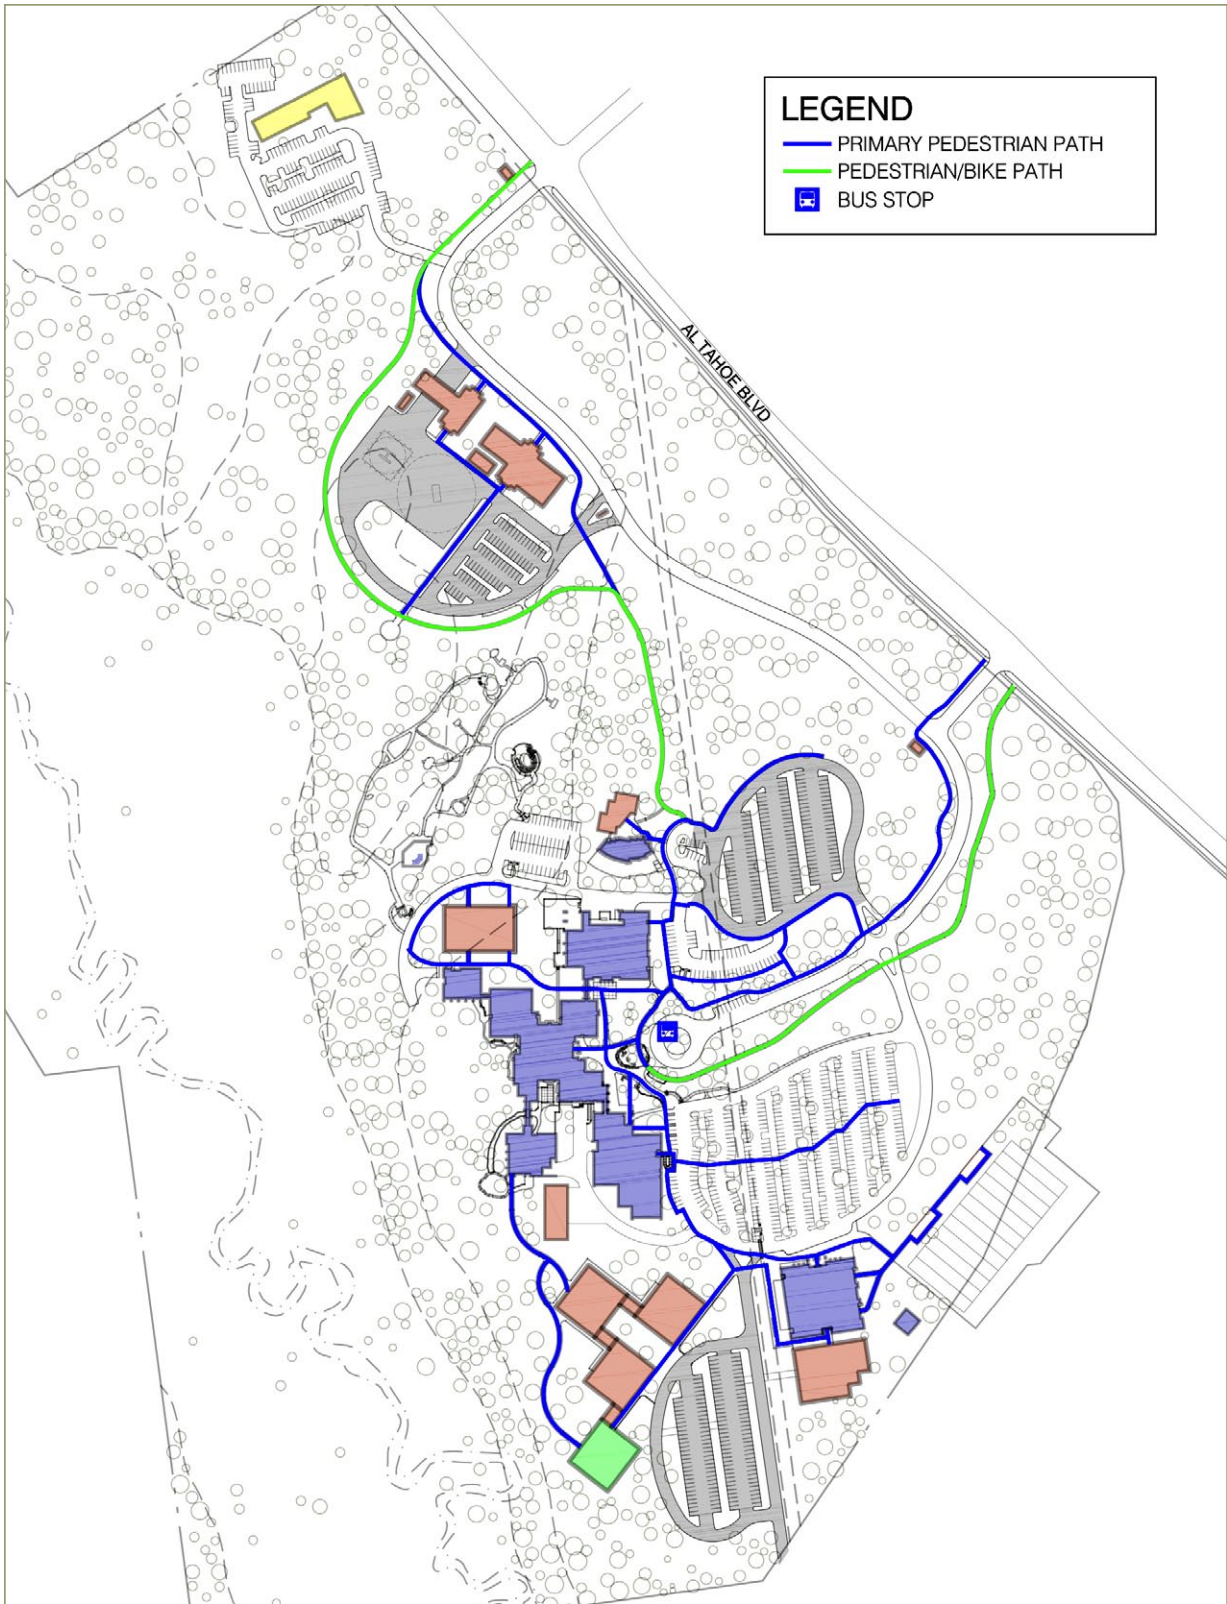 LEGEND
PRIMARY PEDESTRIAN PATH
PEDESTRIAN/BIKE PATH
BUS STOP
AL TAHOE BLVD